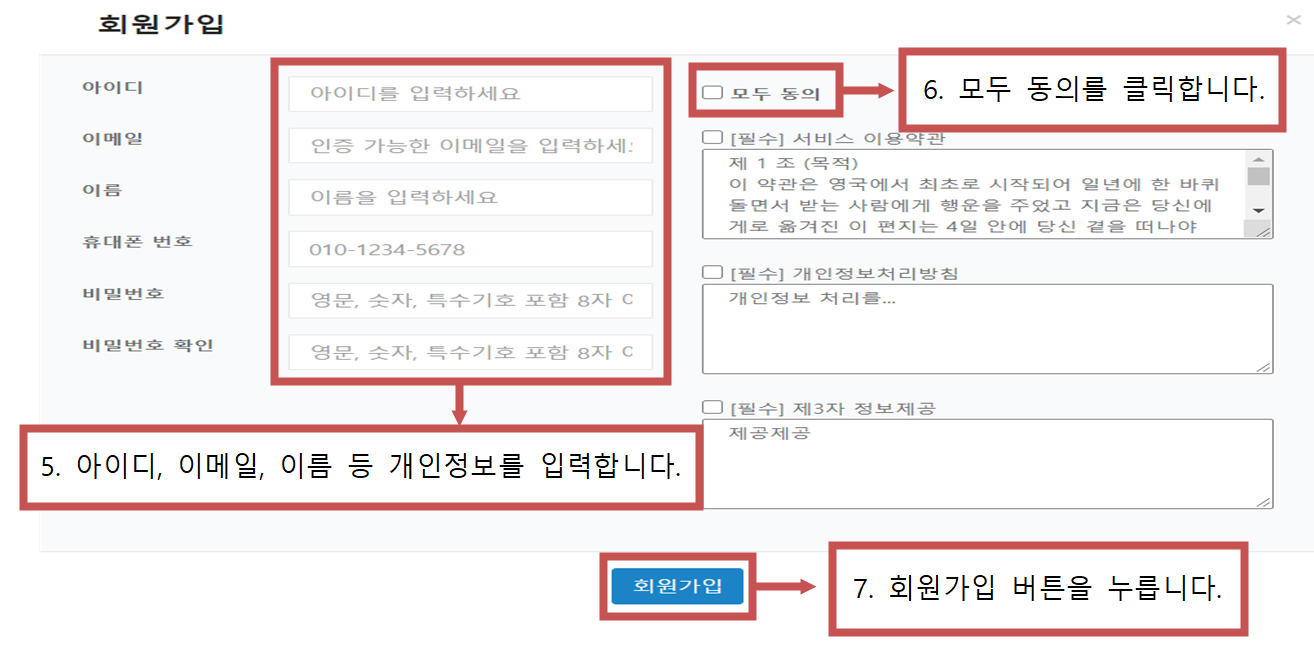 회원가입
×
아이디
아이디를 입력하세요
이메일
인증 가능한 이메일을 입력하세
이름
이름을 입력하세요
휴대폰 번호
010-1234-5678
비밀번호
영문, 숫자, 특수기호 포함 8자
비밀번호 확인
영문, 숫자, 특수기호 포함 8자
5. 아이디, 이메일, 이름 등 개인정보를 입력합니다.
모두 동의
6. 모두 동의를 클릭합니다.
[필수] 서비스 이용약관
제 1 조 (목적)
이 약관은 영국에서 최초로 시작되어 일년에 한 바퀴
돌면서 받는 사람에게 행운을 주었고 지금은 당신에
게로 옮겨진 이 편지는 4일 안에 당신 곁을 떠나야
[필수] 개인정보처리방침
개인정보 처리를...
[필수] 제3자 정보제공
제공제공
회원가입
7. 회원가입 버튼을 누릅니다.